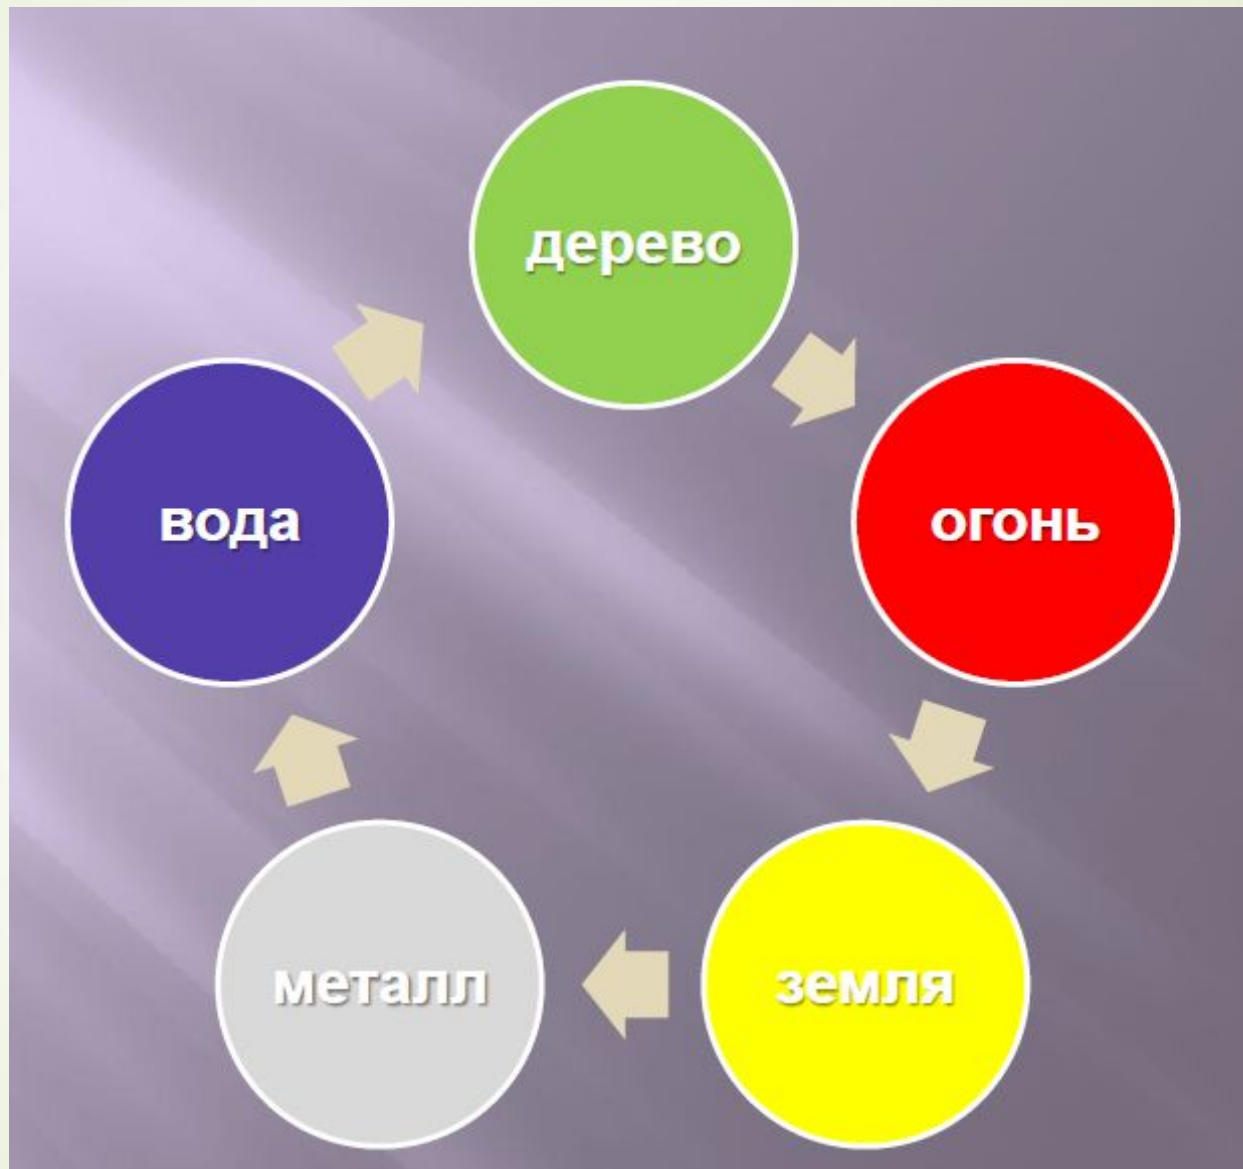 дерево
огонь
земля
металл
вода